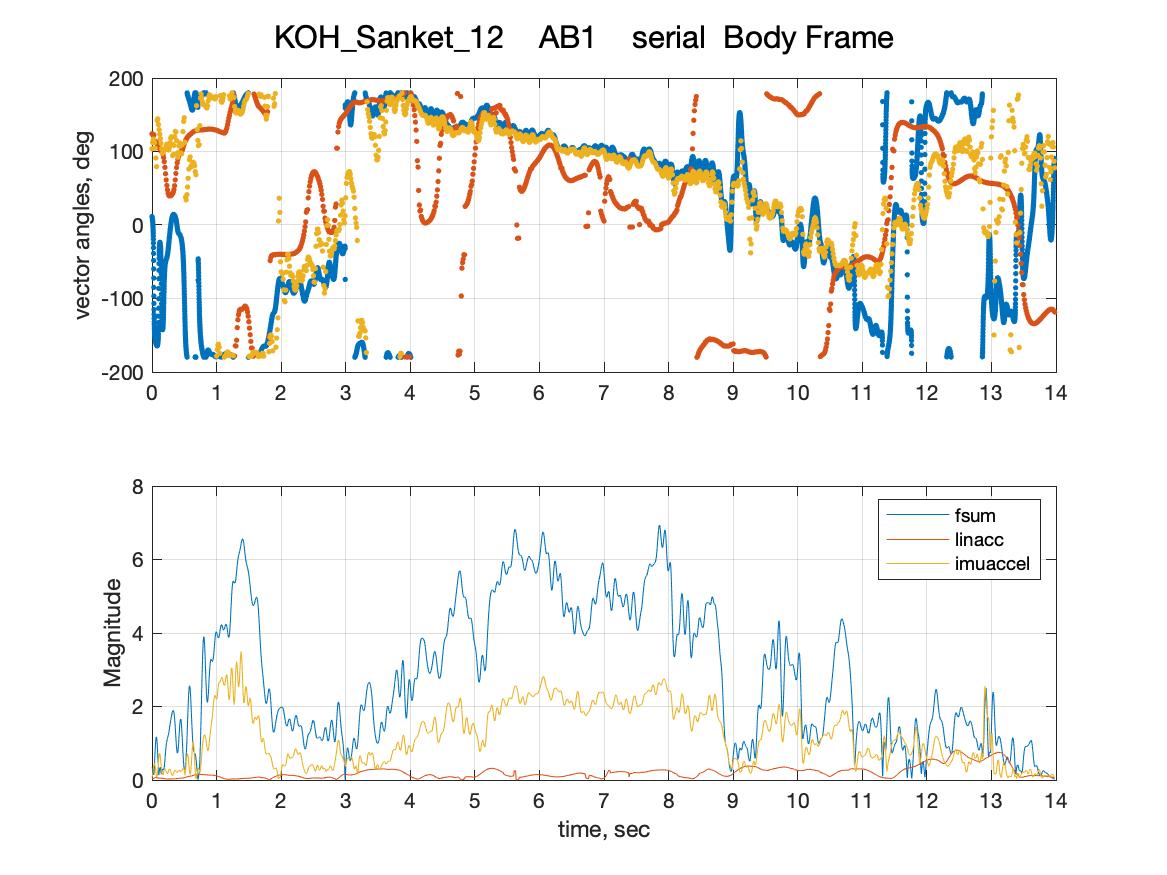 KOH_Sanket_12 AB1 serial Body Frame
200
100
0
-100
-200
vector angles, deg
0 1 2 3 4 5 6 7 8 9 10 11 12 13 14
8
6
4
2
0
Magnitude
fsum
linacc
imuaccel
0 1 2 3 4 5 6 7 8 9 10 11 12 13 14
time, sec